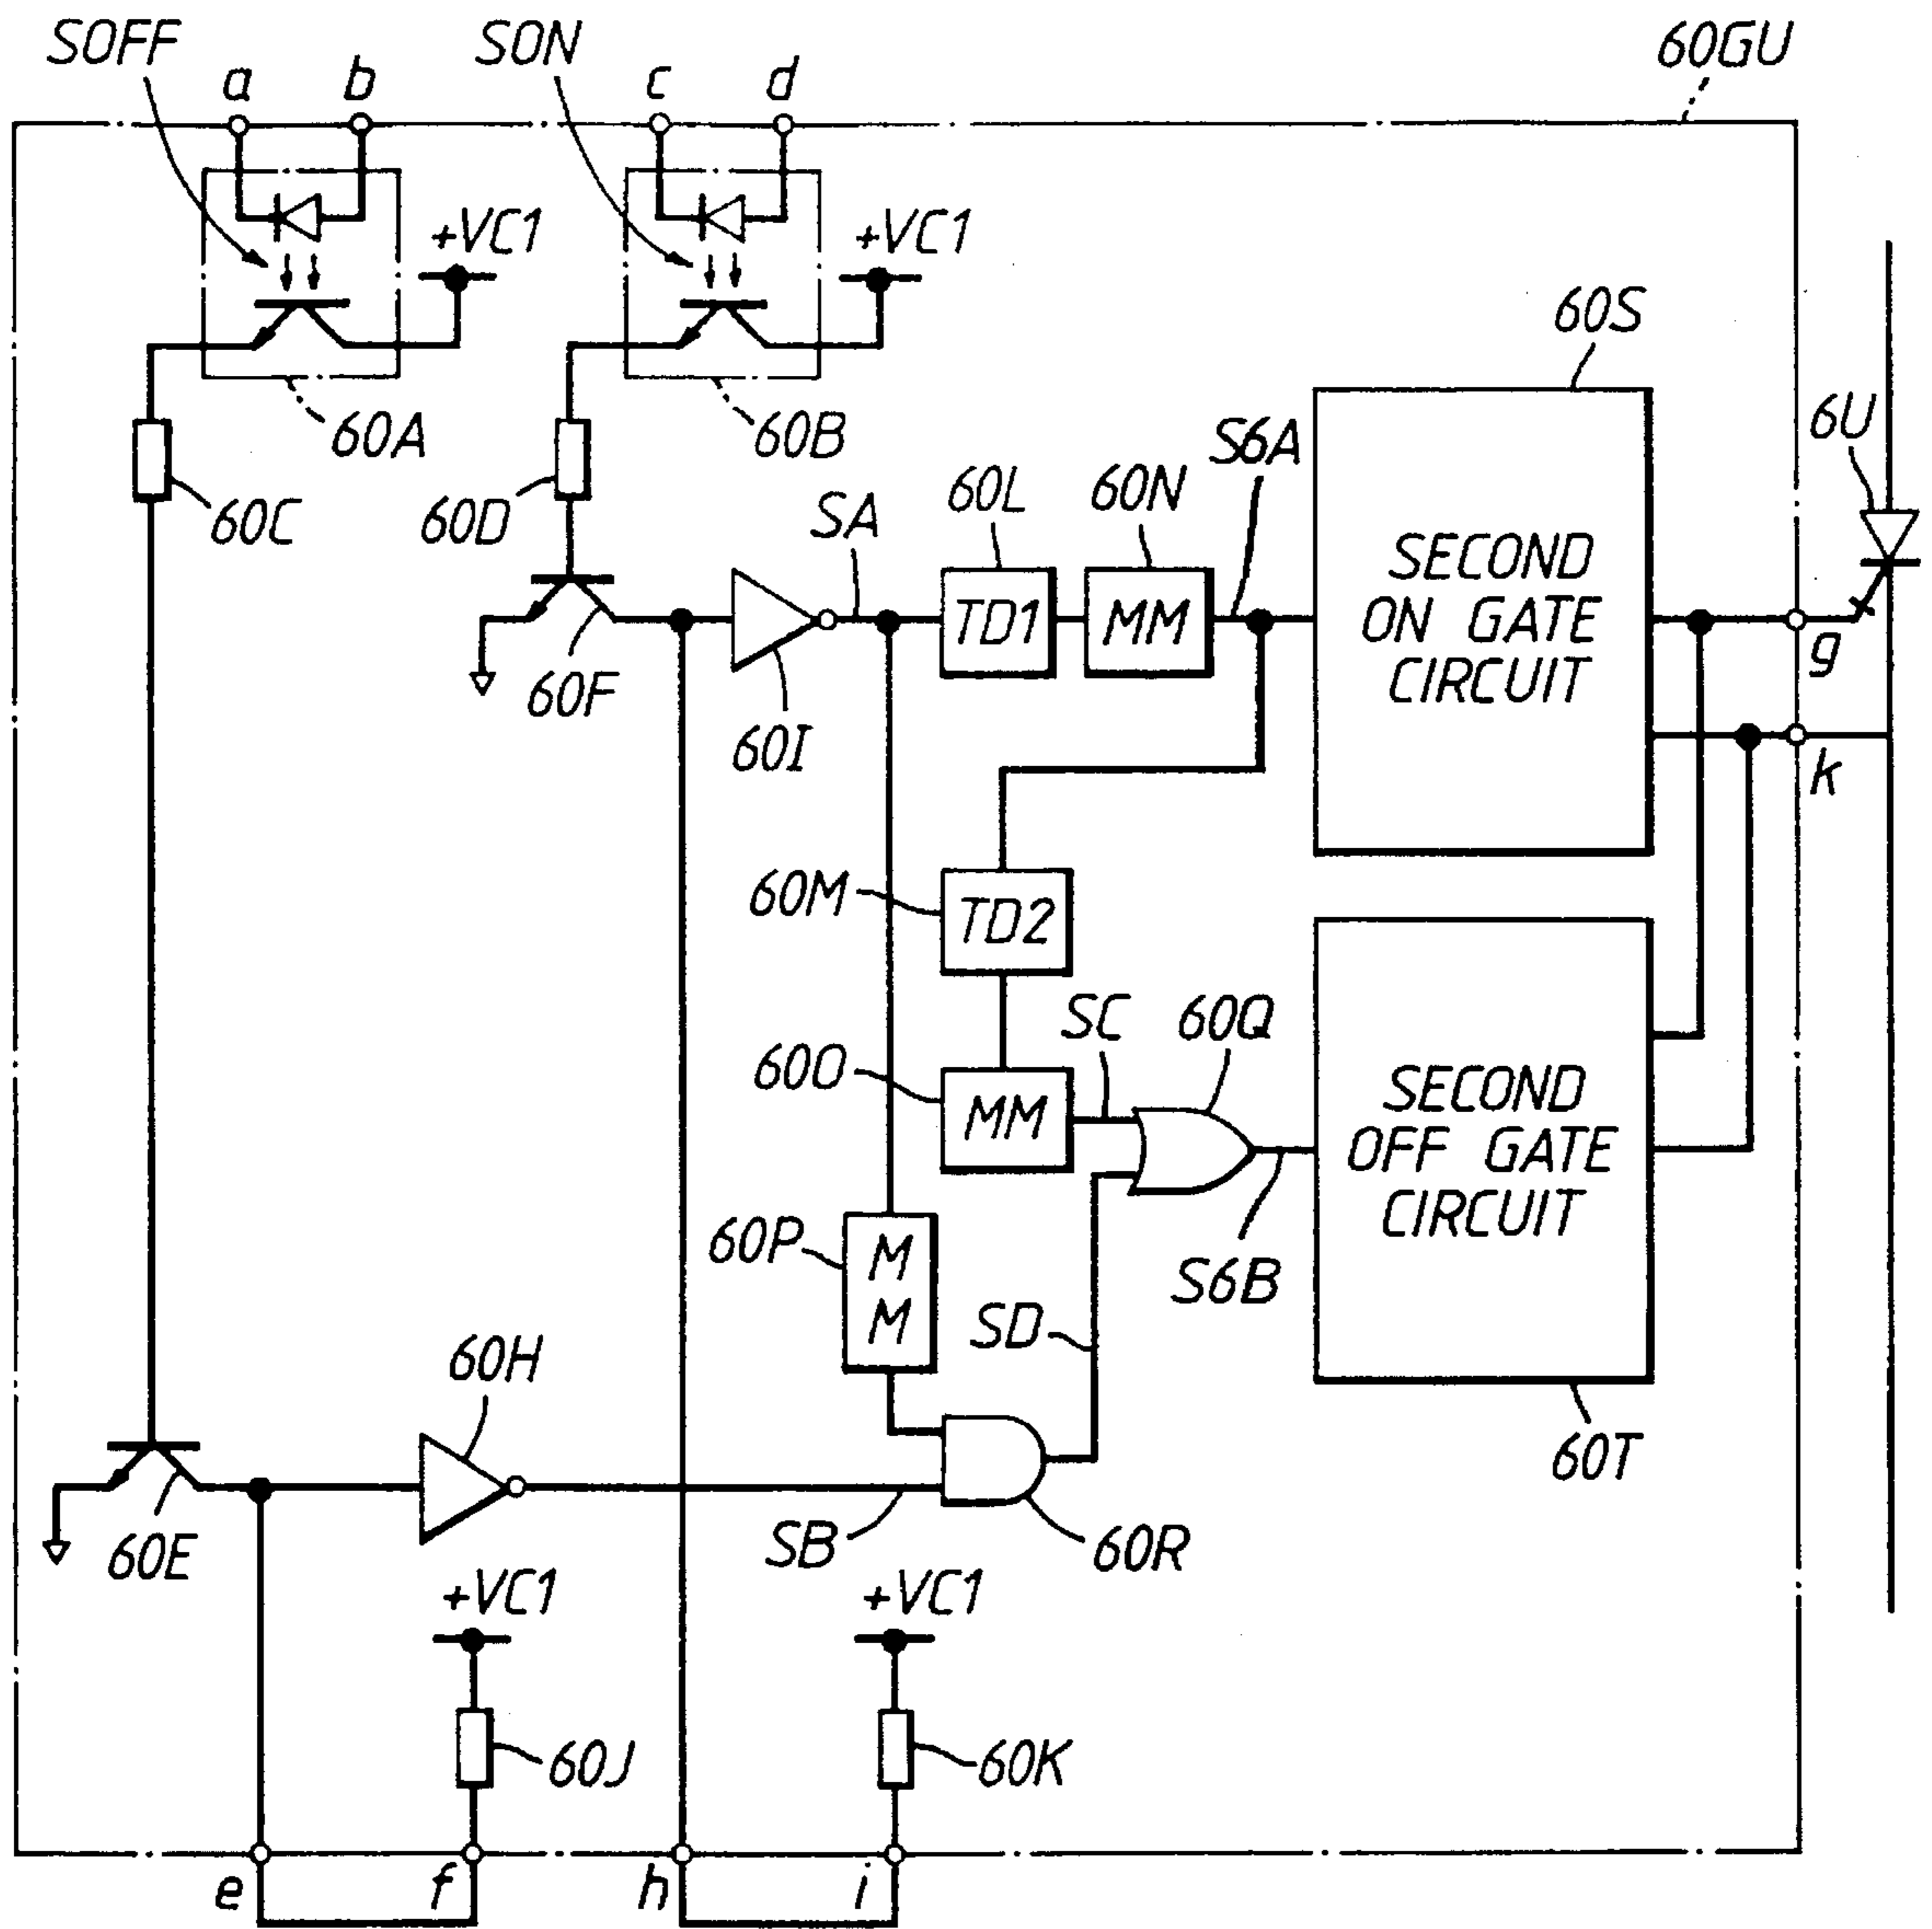 SOFF
a
b
SON
c
d
60GU
+VC1
+VC1
60S
60A
60B
6U
S6A
60C
60D
SA
60L
60N
TD1
MM
SECOND
ON GATE
CIRCUIT
g
60F
60I
k
60M
TD2
SC
60Q
60O
MM
SECOND
OFF GATE
CIRCUIT
60P
M
M
S6B
SD
60H
60T
60E
SB
60R
+VC1
+VC1
60J
60K
e
f
h
i